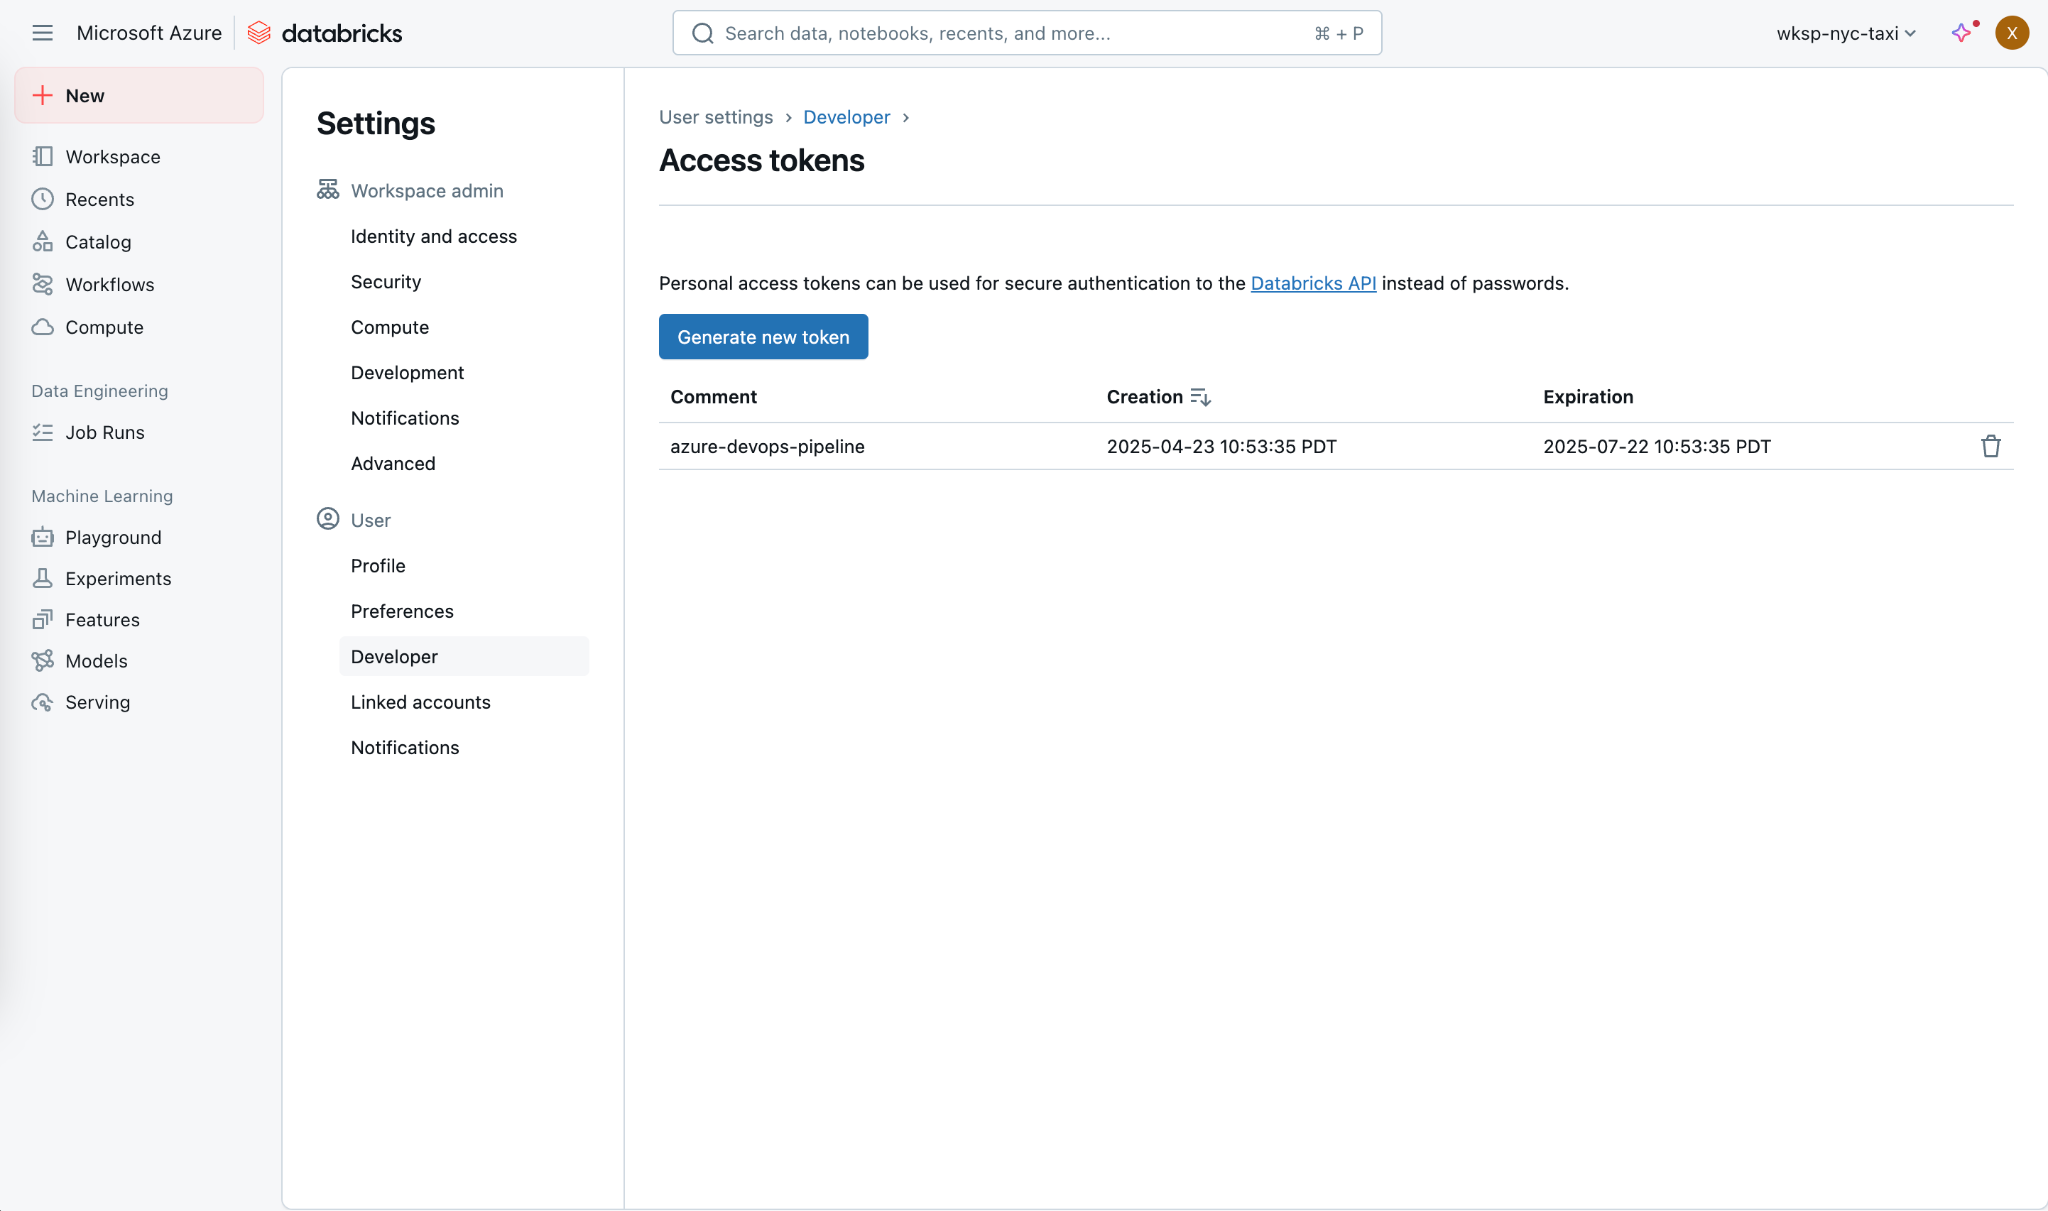 Microsoft Azure databricks
Search data, notebooks, recents, and more... ⌘ + P
wksp-nyc-taxi
X
New
Workspace
Recents
Catalog
Workflows
Compute
Data Engineering
Job Runs
Machine Learning
Playground
Experiments
Features
Models
Serving
Settings
Workspace admin
Identity and access
Security
Compute
Development
Notifications
Advanced
User
Profile
Preferences
Developer
Linked accounts
Notifications
User settings › Developer ›
Access tokens
Personal access tokens can be used for secure authentication to the Databricks API instead of passwords.
Generate new token
Comment Creation Expiration
azure-devops-pipeline 2025-04-23 10:53:35 PDT 2025-07-22 10:53:35 PDT